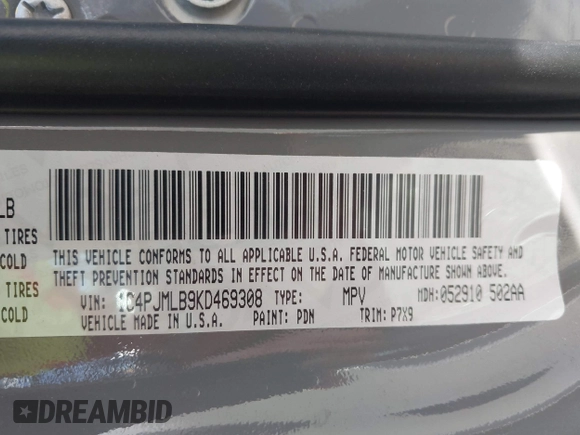 LB
TIRES
COLD
TIRES
COLD
THIS VEHICLE CONFORMS TO ALL APPLICABLE U.S.A. FEDERAL MOTOR VEHICLE SAFETY AND
THEFT PREVENTION STANDARDS IN EFFECT ON THE DATE OF MANUFACTURE SHOWN ABOVE.
VIN: 1C4PJMLB9KD469308 TYPE: MPV MDH:052910 502AA
VEHICLE MADE IN U.S.A. PAINT: PDN TRIM: P7X9
DREAMBID